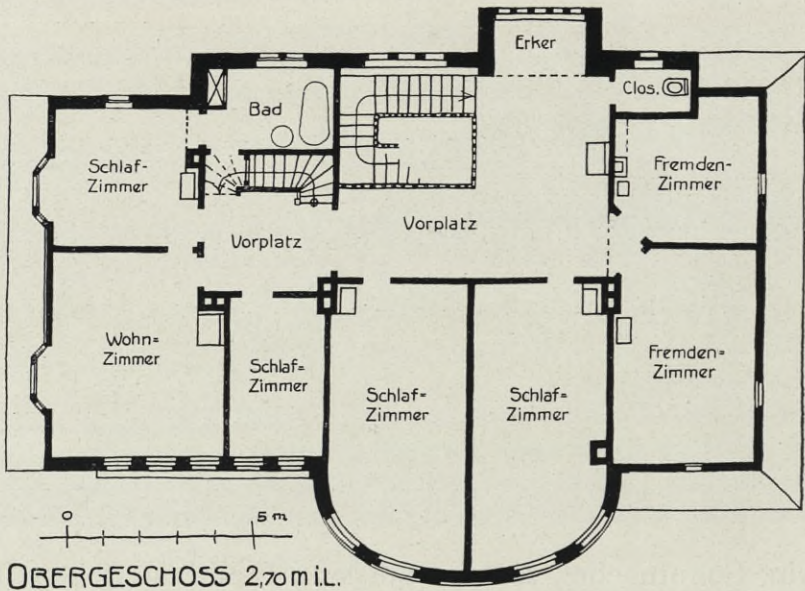 Erker
Bad
Clos.
Schlaf-
Zimmer
Fremden-
Zimmer
Vorplatz
Vorplatz
Wohn=
Zimmer
Schlaf=
Zimmer
Schlaf=
Zimmer
Schlaf=
Zimmer
Fremden=
Zimmer
0 5 m
OBERGESCHOSS 2,70 m i.L.